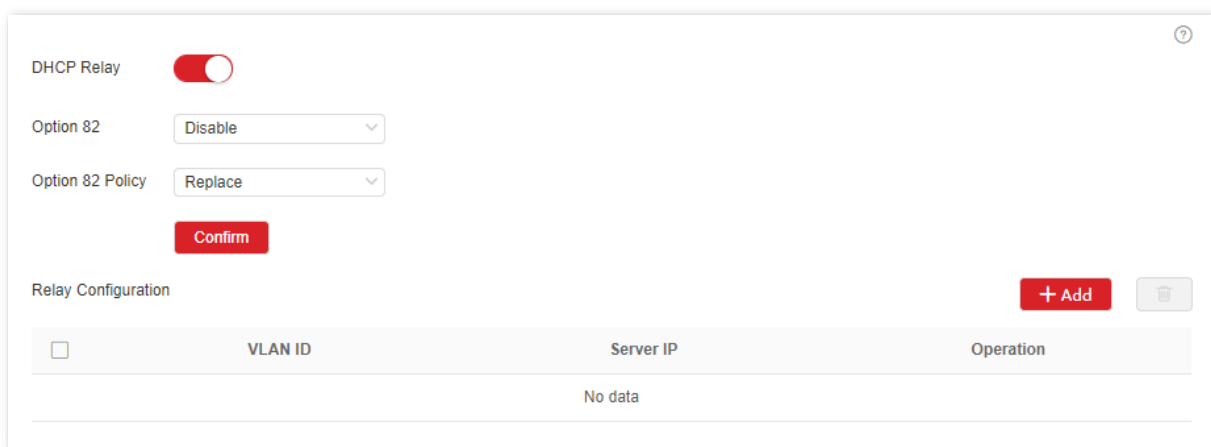 ?
DHCP Relay
Option 82 Disable
Option 82 Policy Replace
Confirm
Relay Configuration + Add
VLAN ID Server IP Operation
No data